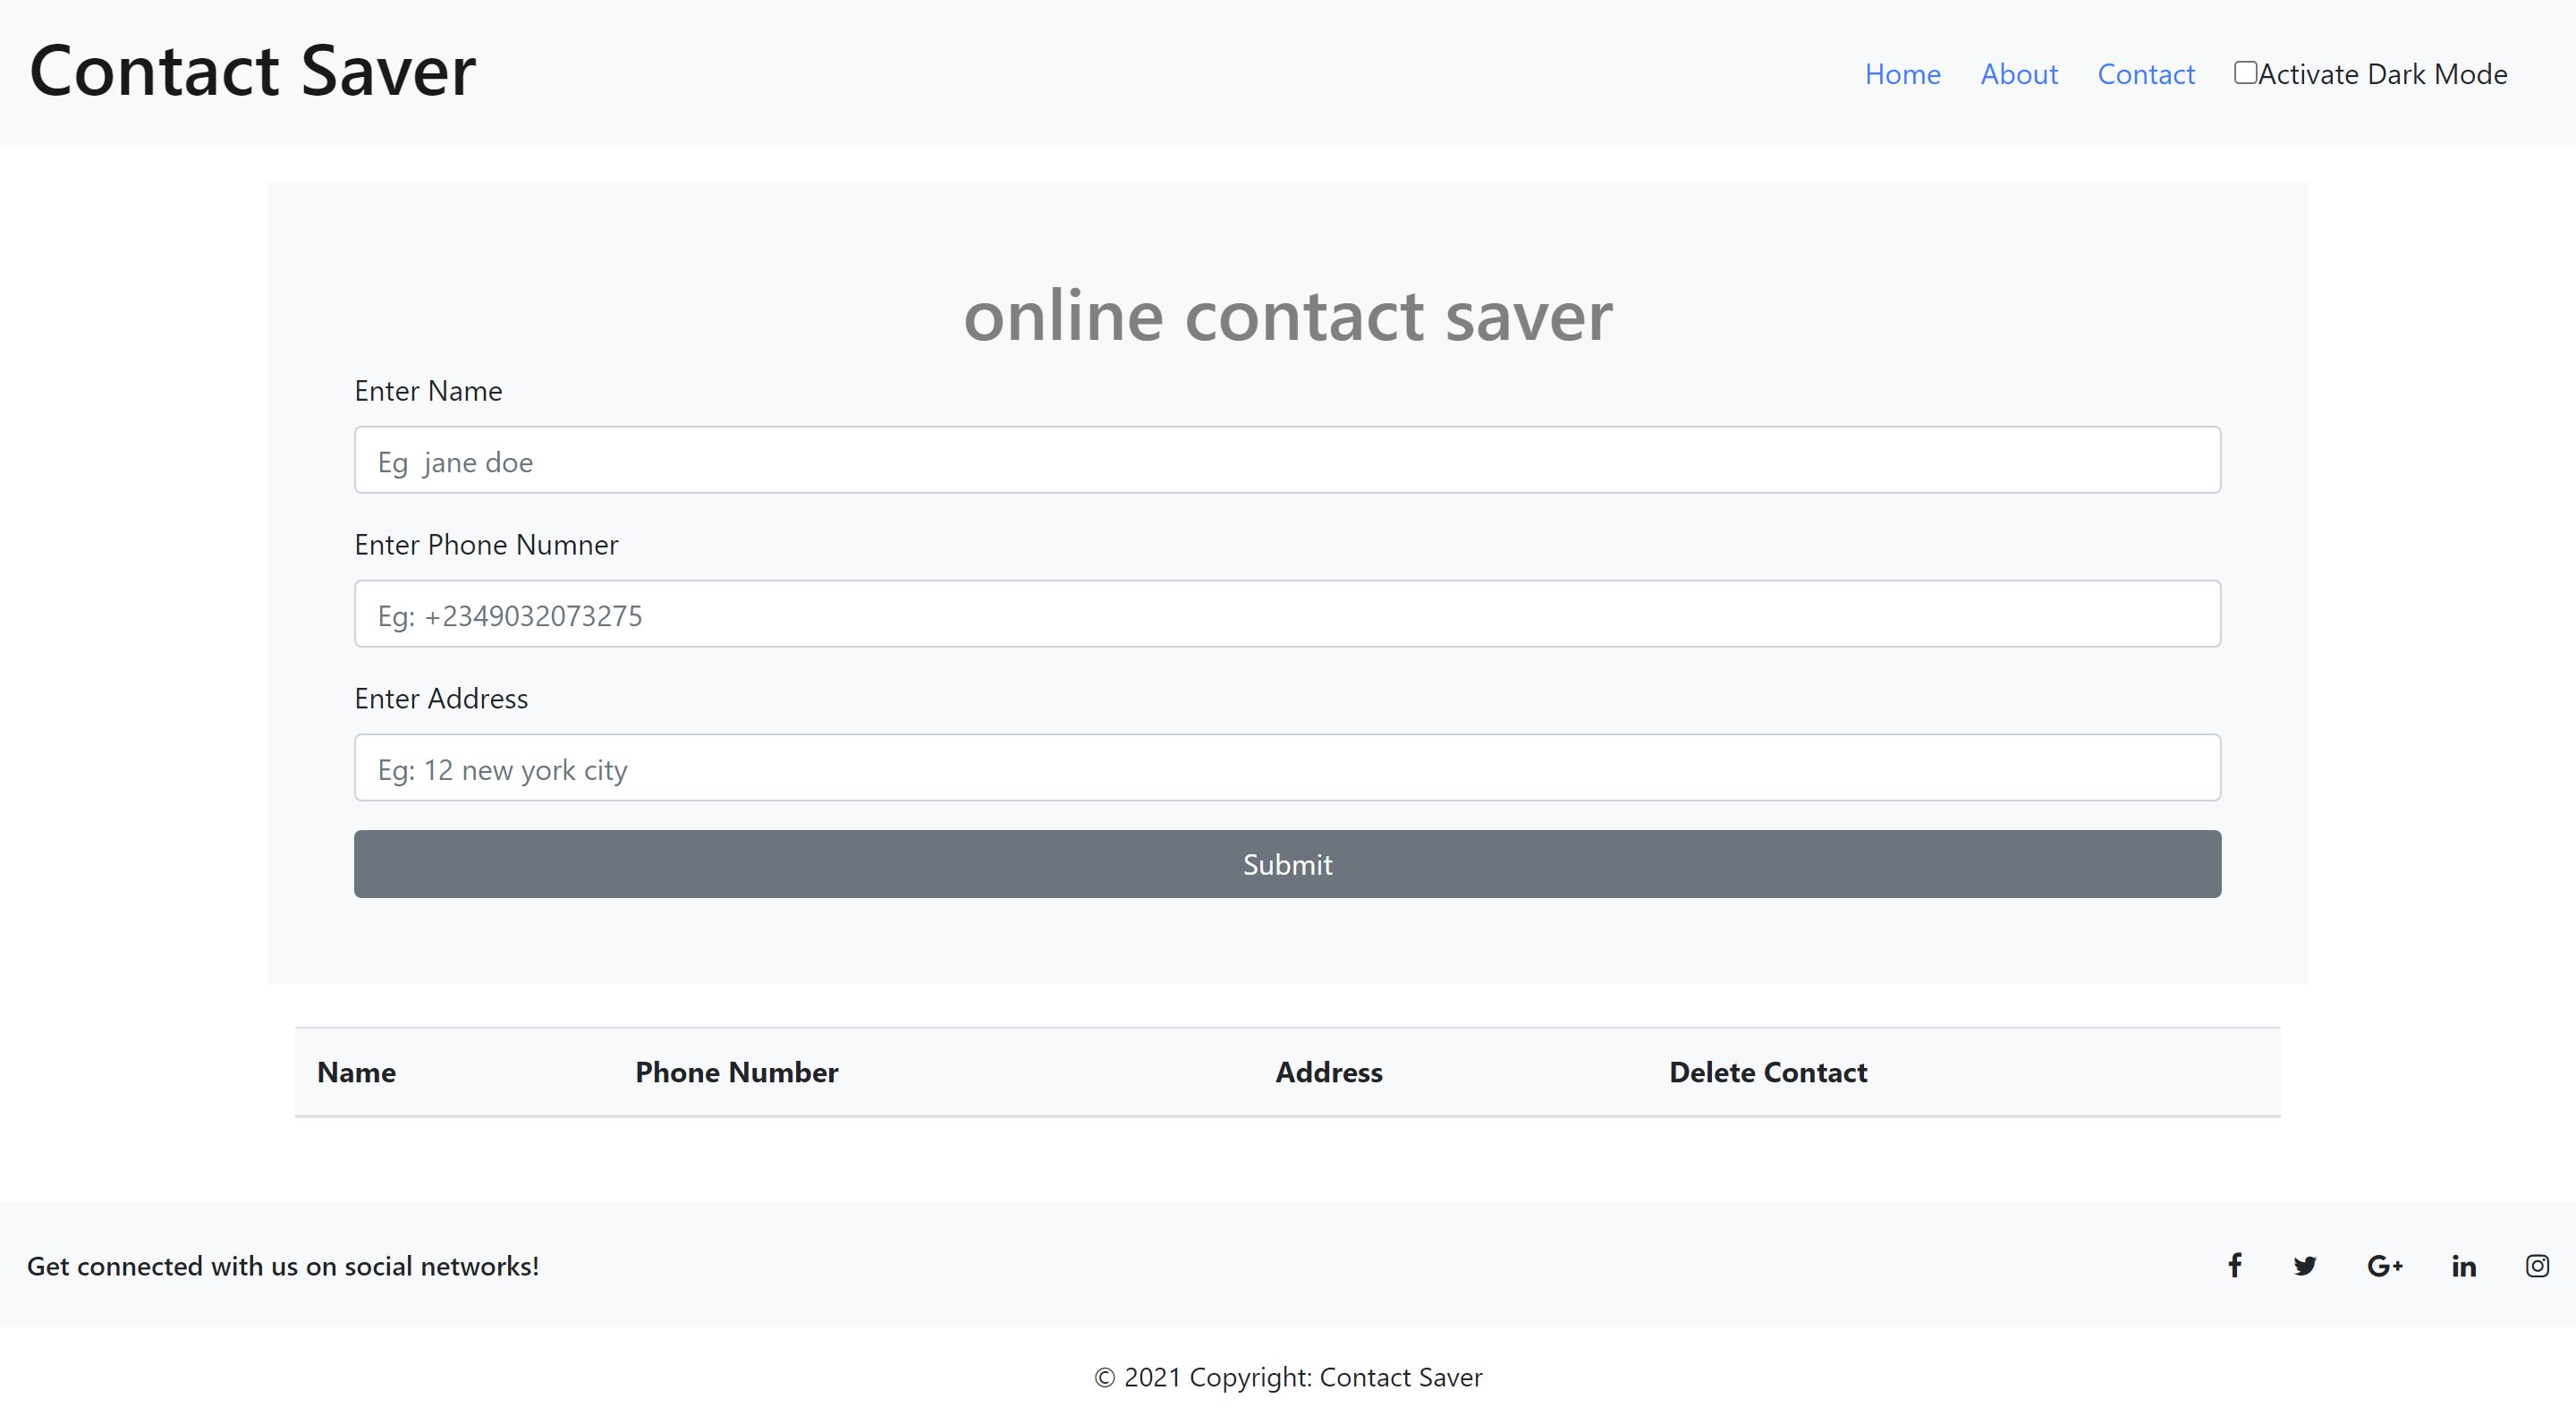 Contact Saver
Home About Contact Activate Dark Mode
online contact saver
Enter Name
Eg  jane doe
Enter Phone Numner
Eg: +2349032073275
Enter Address
Eg: 12 new york city
Submit
Name Phone Number Address Delete Contact
Get connected with us on social networks!
© 2021 Copyright: Contact Saver